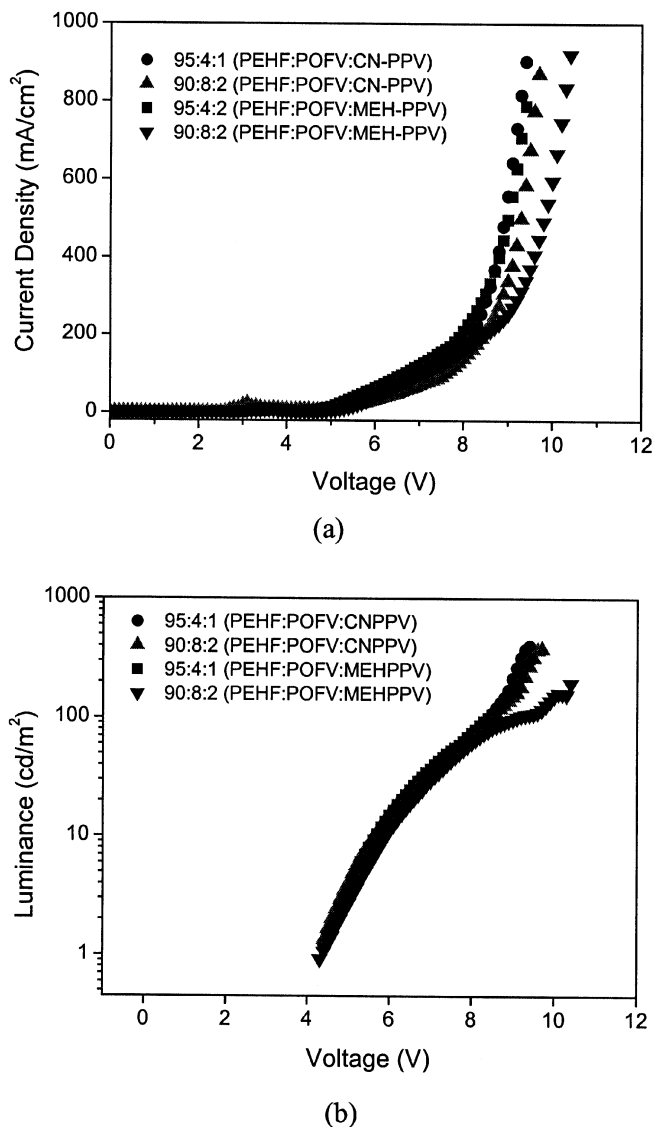 1000
800
600
400
200
0
Current Density (mA/cm²)
95:4:1 (PEHF:POFV:CN-PPV)
90:8:2 (PEHF:POFV:CN-PPV)
95:4:2 (PEHF:POFV:MEH-PPV)
90:8:2 (PEHF:POFV:MEH-PPV)
0 2 4 6 8 10 12
Voltage (V)
(a)
1000
100
10
1
Luminance (cd/m²)
95:4:1 (PEHF:POFV:CNPPV)
90:8:2 (PEHF:POFV:CNPPV)
95:4:1 (PEHF:POFV:MEHPPV)
90:8:2 (PEHF:POFV:MEHPPV)
0 2 4 6 8 10 12
Voltage (V)
(b)